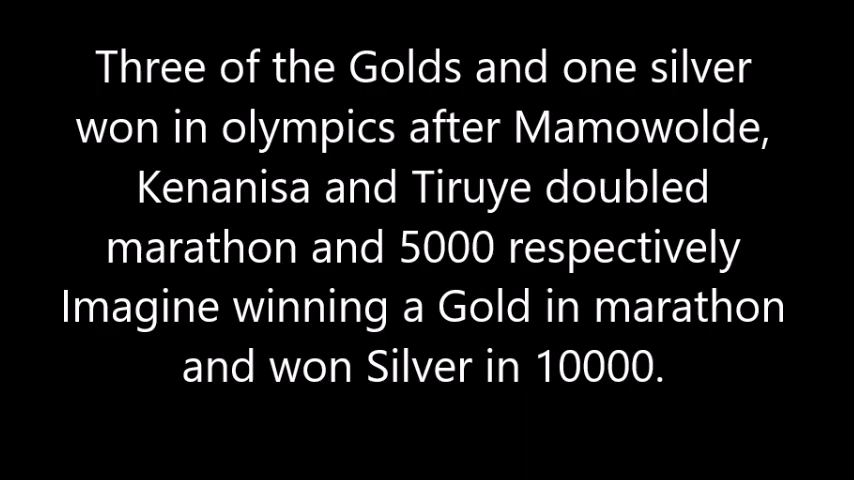 Three of the Golds and one silver
won in olympics after Mamowolde,
Kenanisa and Tiruye doubled
marathon and 5000 respectively
Imagine winning a Gold in marathon
and won Silver in 10000.